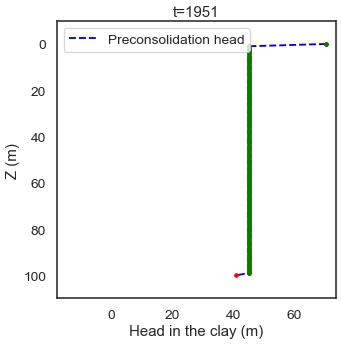 t=1951
Preconsolidation head
0
20
40
60
80
100
Z (m)
0 20 40 60
Head in the clay (m)